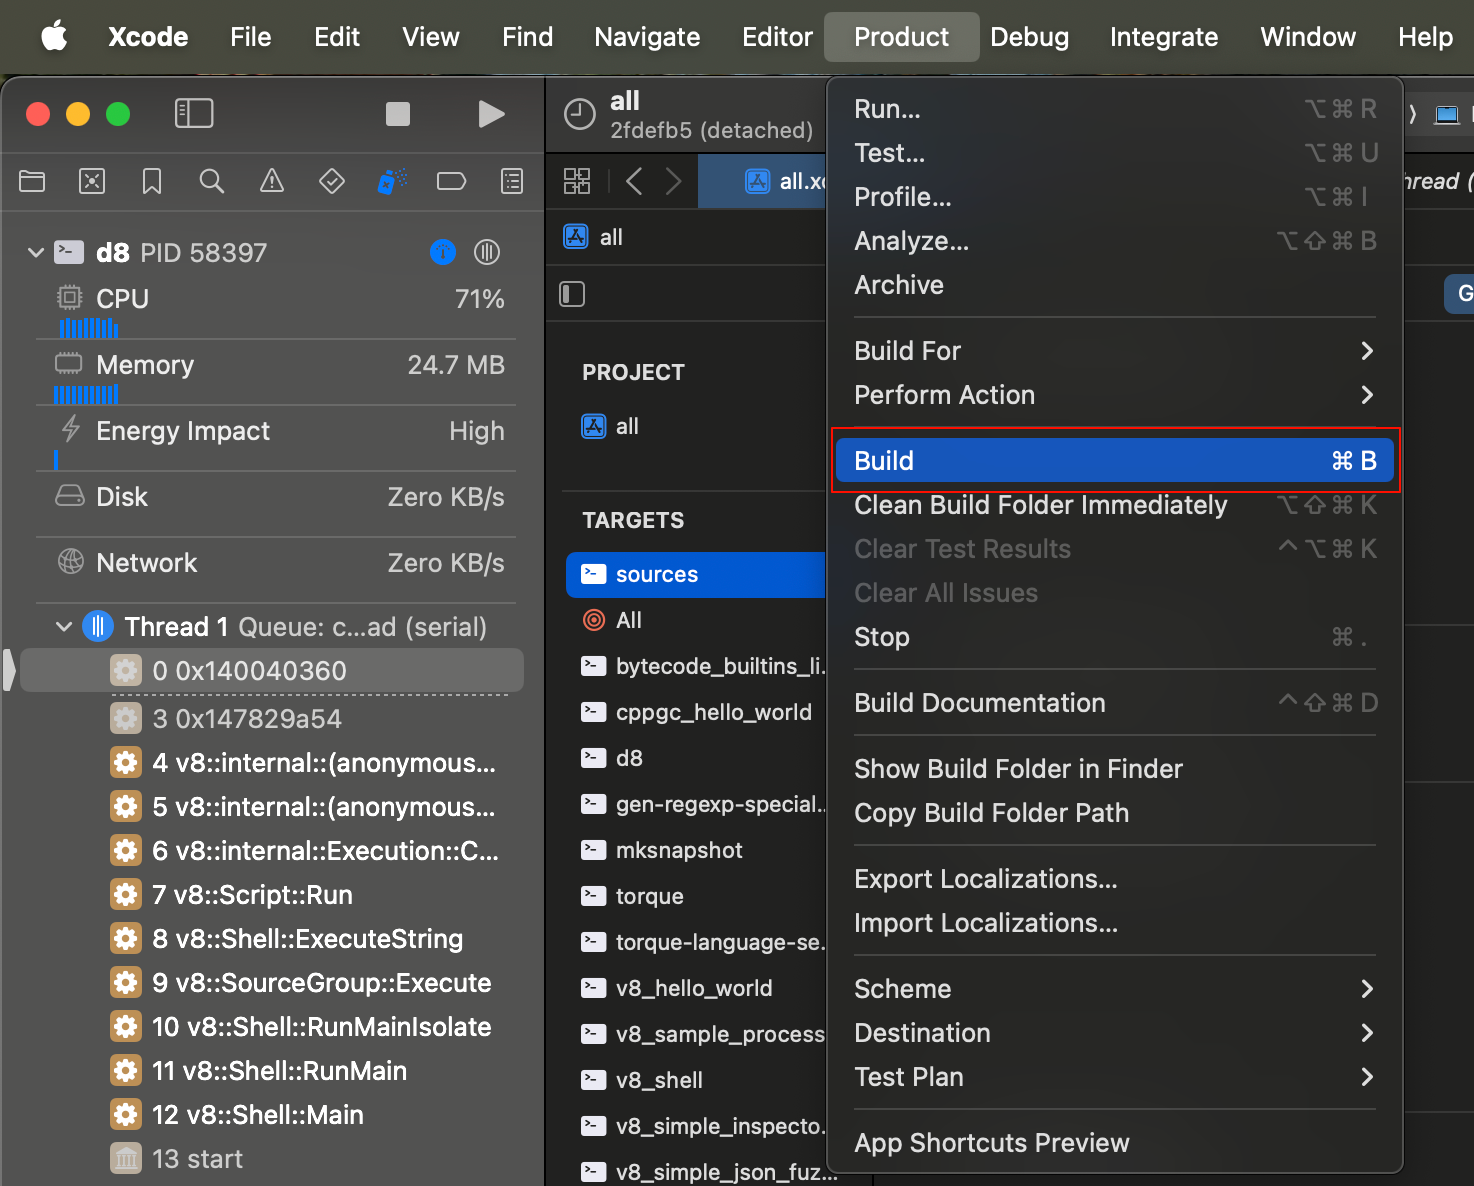 Xcode File Edit View Find Navigate Editor Product Debug Integrate Window Help
all
2fdefb5 (detached)
all
d8 PID 58397
CPU 71%
Memory 24.7 MB
Energy Impact High
Disk Zero KB/s
Network Zero KB/s
Thread 1 Queue: c...ad (serial)
0 0x140040360
3 0x147829a54
4 v8::internal::(anonymous...
5 v8::internal::(anonymous...
6 v8::internal::Execution::C...
7 v8::Script::Run
8 v8::Shell::ExecuteString
9 v8::SourceGroup::Execute
10 v8::Shell::RunMainIsolate
11 v8::Shell::RunMain
12 v8::Shell::Main
13 start
all.xc
PROJECT
all
TARGETS
sources
All
bytecode_builtins_li...
cppgc_hello_world
d8
gen-regexp-special...
mksnapshot
torque
torque-language-se...
v8_hello_world
v8_sample_process
v8_shell
v8_simple_inspecto...
v8_simple_json_fuz...
Run... ⌥⌘R
Test... ⌥⌘U
Profile... ⌥⌘I
Analyze... ⌥⇧⌘B
Archive
Build For
Perform Action
Build ⌘B
Clean Build Folder Immediately ⌥⇧⌘K
Clear Test Results ^⌥⌘K
Clear All Issues
Stop ⌘.
Build Documentation ^⇧⌘D
Show Build Folder in Finder
Copy Build Folder Path
Export Localizations...
Import Localizations...
Scheme
Destination
Test Plan
App Shortcuts Preview
hread (
G